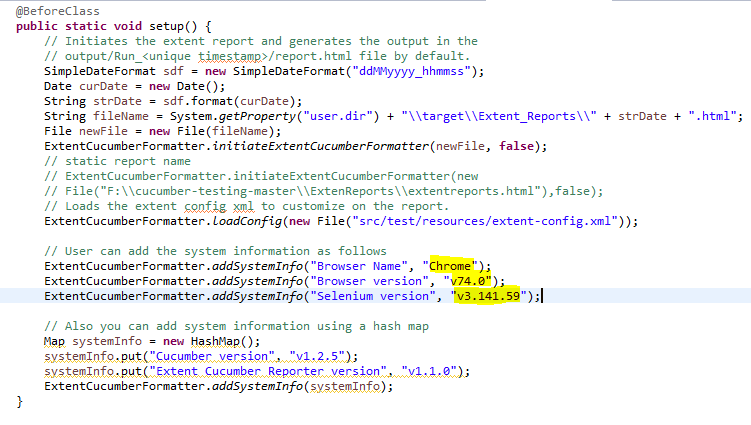 @BeforeClass
public static void setup() {
// Initiates the extent report and generates the output in the
// output/Run_<unique timestamp>/report.html file by default.
SimpleDateFormat sdf = new SimpleDateFormat("ddMMyyyy_hhmmss");
Date curDate = new Date();
String strDate = sdf.format(curDate);
String fileName = System.getProperty("user.dir") + "\\target\\Extent_Reports\\" + strDate + ".html";
File newFile = new File(fileName);
ExtentCucumberFormatter.initiateExtentCucumberFormatter(newFile, false);
// static report name
// ExtentCucumberFormatter.initiateExtentCucumberFormatter(new
// File("F:\\cucumber-testing-master\\ExtenReports\\extentreports.html"),false);
// Loads the extent config xml to customize on the report.
ExtentCucumberFormatter.loadConfig(new File("src/test/resources/extent-config.xml"));
// User can add the system information as follows
ExtentCucumberFormatter.addSystemInfo("Browser Name", "Chrome");
ExtentCucumberFormatter.addSystemInfo("Browser version", "v74.0");
ExtentCucumberFormatter.addSystemInfo("Selenium version", "v3.141.59");
// Also you can add system information using a hash map
Map systemInfo = new HashMap();
systemInfo.put("Cucumber version", "v1.2.5");
systemInfo.put("Extent Cucumber Reporter version", "v1.1.0");
ExtentCucumberFormatter.addSystemInfo(systemInfo);
}